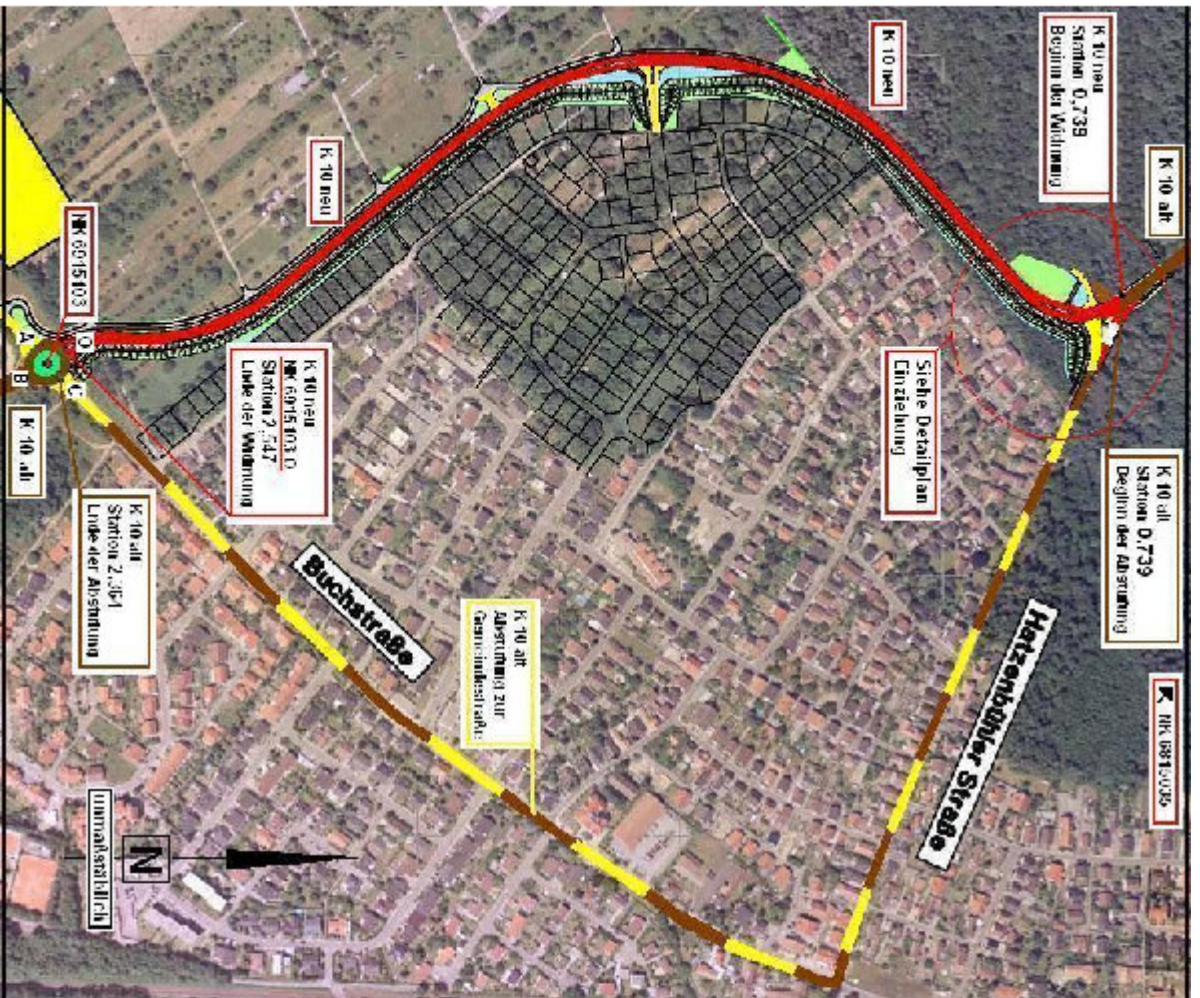 K 10 neu
Station 0,739
Beginn der Widmung
K 10 alt
K 10 neu
K 10 alt
Station 0,739
Beginn der Abstufung
Siehe Detailplan
Einziehung
K 10 neu
NK 6915103
O
A
B
C
K 10 neu
NK 6915103 O
Station 2,547
Ende der Widmung
K 10 alt
K 10 alt
Station 2,364
Ende der Abstufung
Buchstraße
K 10 alt
Abstufung zur
Gemeindestraße
Hatzenbühler Straße
N
unmaßstäblich